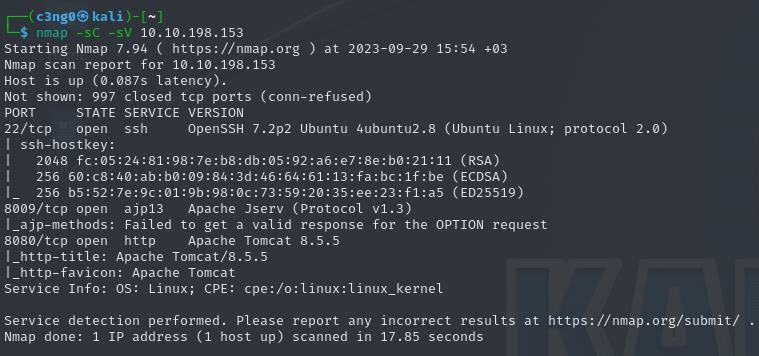 ┌──(c3ng0㉿kali)-[~]
└─$ nmap -sC -sV 10.10.198.153
Starting Nmap 7.94 ( https://nmap.org ) at 2023-09-29 15:54 +03
Nmap scan report for 10.10.198.153
Host is up (0.087s latency).
Not shown: 997 closed tcp ports (conn-refused)
PORT     STATE SERVICE VERSION
22/tcp   open  ssh     OpenSSH 7.2p2 Ubuntu 4ubuntu2.8 (Ubuntu Linux; protocol 2.0)
| ssh-hostkey:
|   2048 fc:05:24:81:98:7e:b8:db:05:92:a6:e7:8e:b0:21:11 (RSA)
|   256 60:c8:40:ab:b0:09:84:3d:46:64:61:13:fa:bc:1f:be (ECDSA)
|_  256 b5:52:7e:9c:01:9b:98:0c:73:59:20:35:ee:23:f1:a5 (ED25519)
8009/tcp open  ajp13   Apache Jserv (Protocol v1.3)
|_ajp-methods: Failed to get a valid response for the OPTION request
8080/tcp open  http    Apache Tomcat 8.5.5
|_http-title: Apache Tomcat/8.5.5
|_http-favicon: Apache Tomcat
Service Info: OS: Linux; CPE: cpe:/o:linux:linux_kernel

Service detection performed. Please report any incorrect results at https://nmap.org/submit/ .
Nmap done: 1 IP address (1 host up) scanned in 17.85 seconds